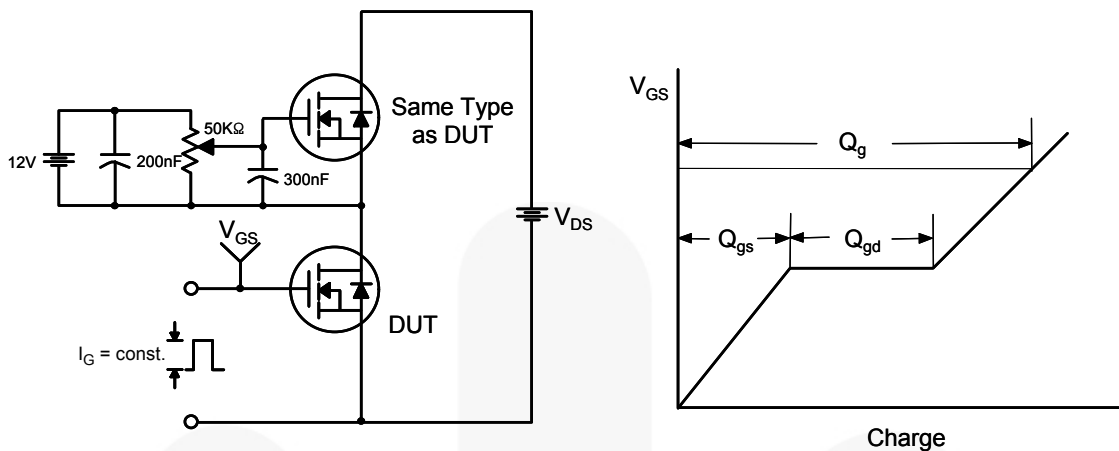 12V
200nF
50KΩ
300nF
Same Type
as DUT
V_DS
V_GS
DUT
I_G = const.
V_GS
Q_g
Q_gs
Q_gd
Charge